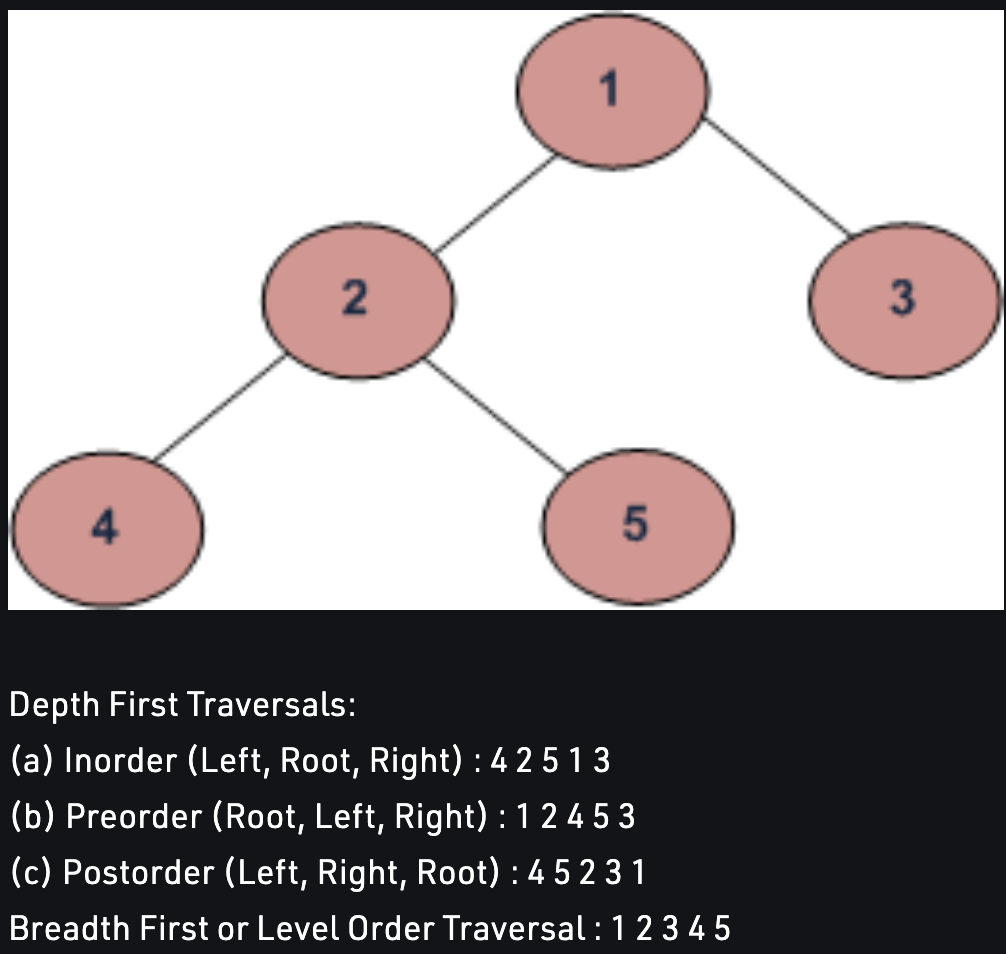 1
2
3
4
5
Depth First Traversals:
(a) Inorder (Left, Root, Right) : 4 2 5 1 3
(b) Preorder (Root, Left, Right) : 1 2 4 5 3
(c) Postorder (Left, Right, Root) : 4 5 2 3 1
Breadth First or Level Order Traversal : 1 2 3 4 5